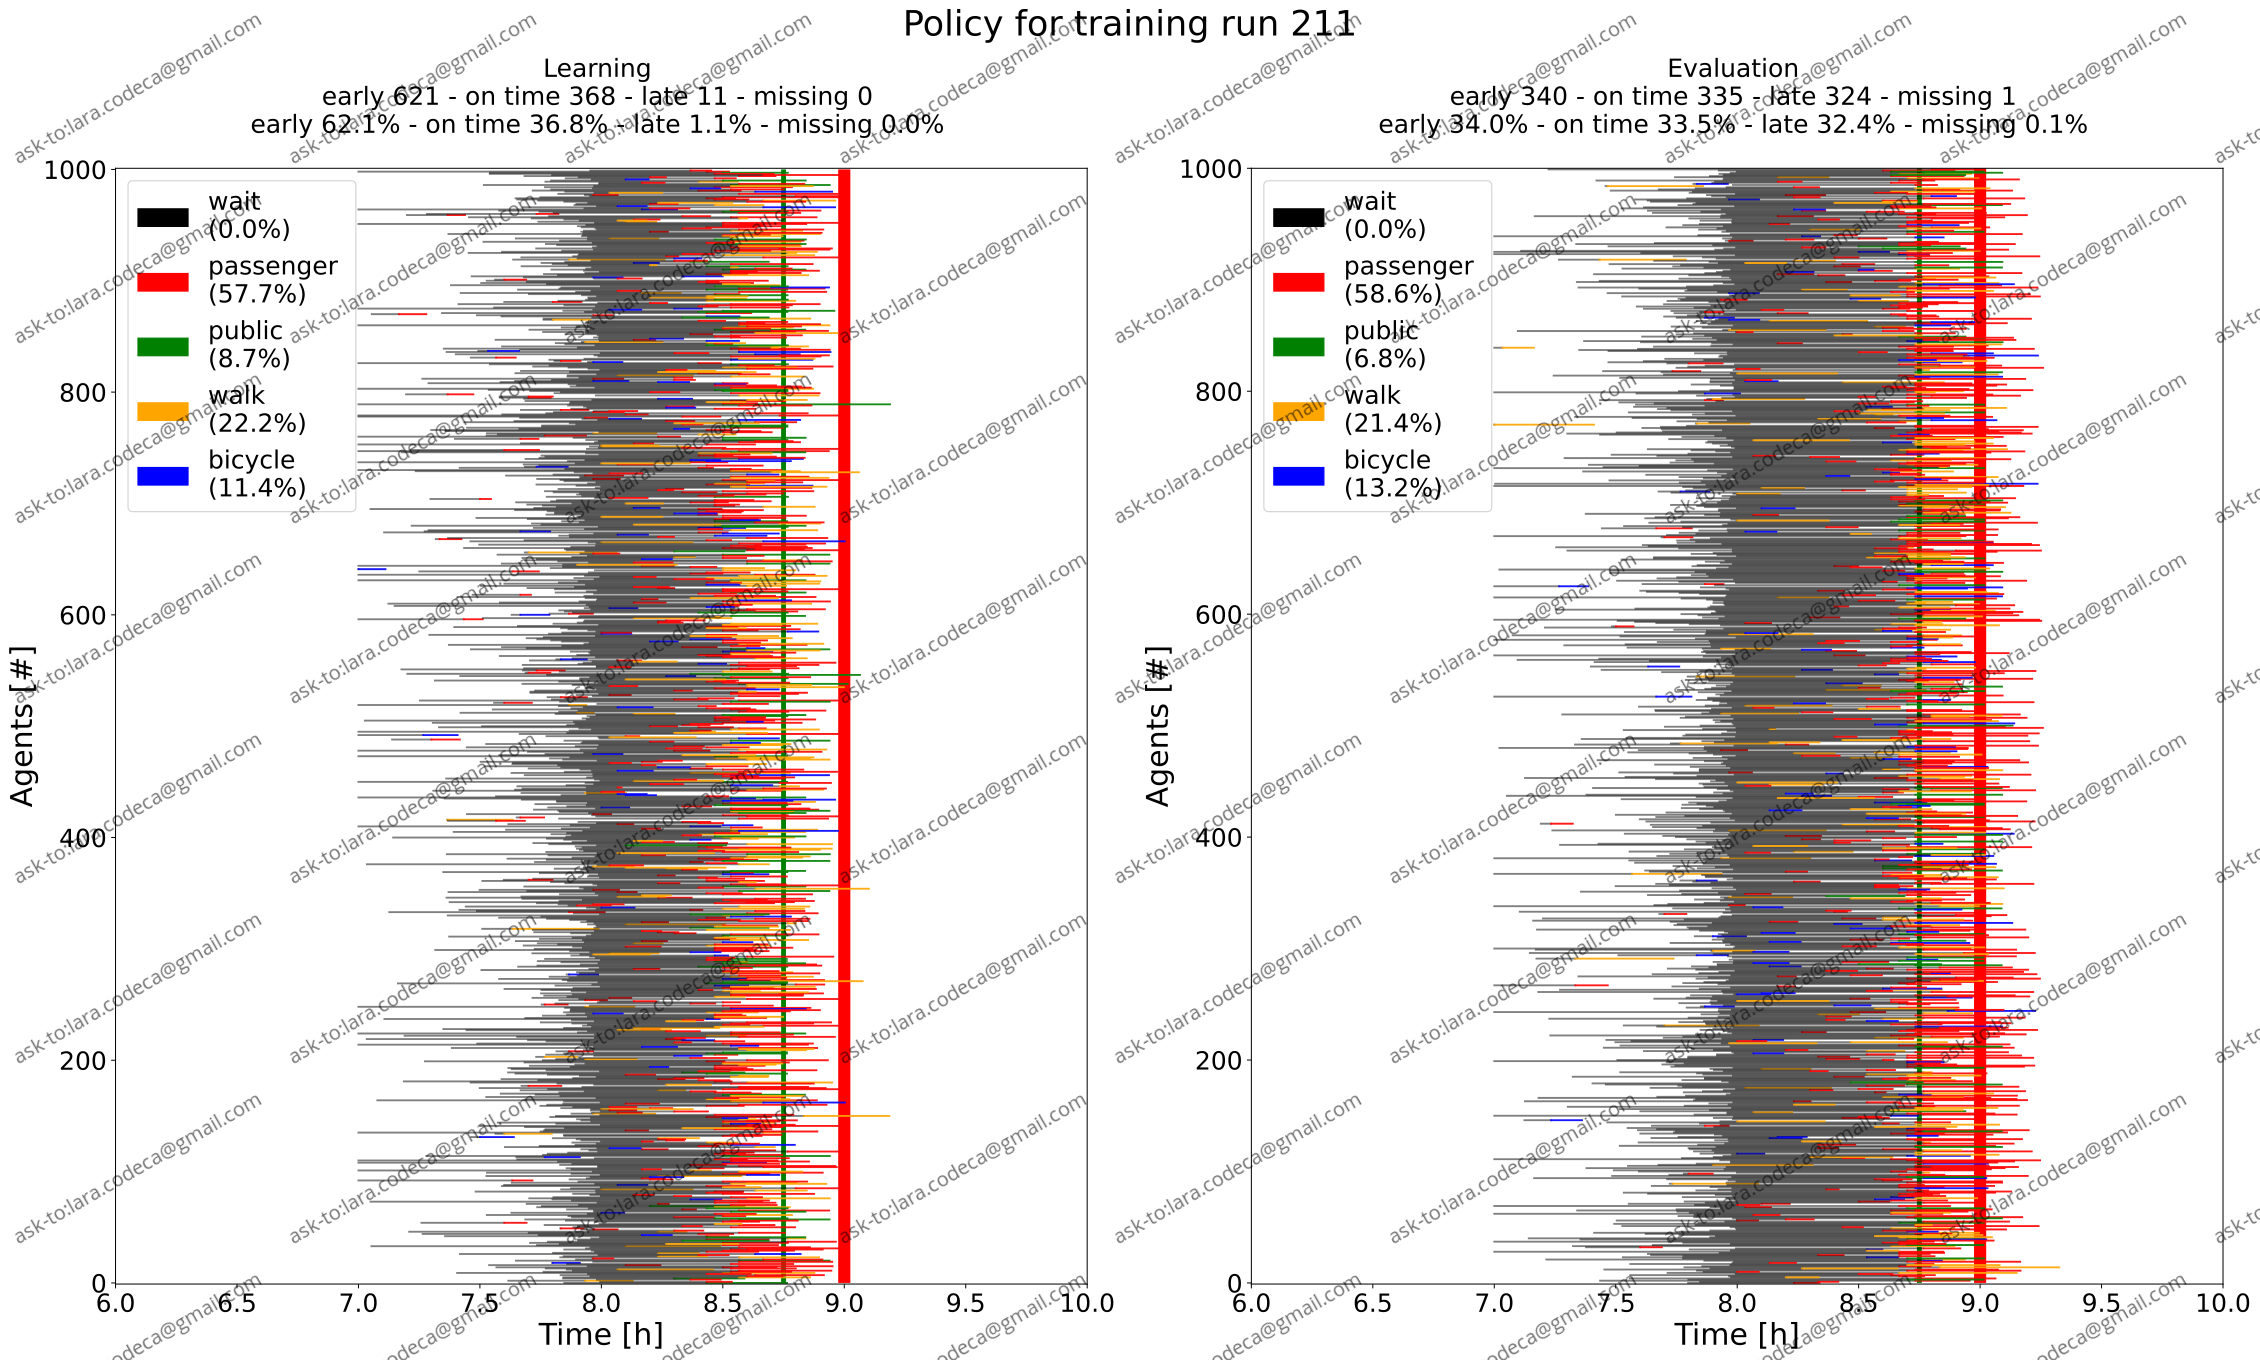 Policy for training run 211
Learning
early 621 - on time 368 - late 11 - missing 0
early 62.1% - on time 36.8% - late 1.1% - missing 0.0%
wait
(0.0%)
passenger
(57.7%)
public
(8.7%)
walk
(22.2%)
bicycle
(11.4%)
1000
800
600
400
200
0
Agents [#]
6.0 6.5 7.0 7.5 8.0 8.5 9.0 9.5 10.0
Time [h]
Evaluation
early 340 - on time 335 - late 324 - missing 1
early 34.0% - on time 33.5% - late 32.4% - missing 0.1%
wait
(0.0%)
passenger
(58.6%)
public
(6.8%)
walk
(21.4%)
bicycle
(13.2%)
1000
800
600
400
200
0
Agents [#]
6.0 6.5 7.0 7.5 8.0 8.5 9.0 9.5 10.0
Time [h]
ask-to:lara.codeca@gmail.com